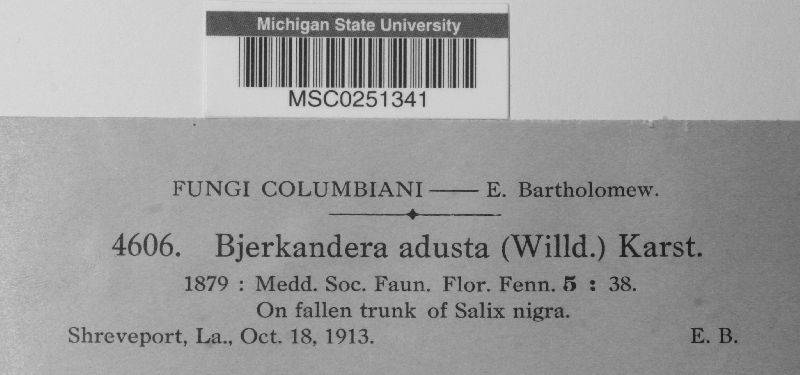 Michigan State University
MSC0251341
FUNGI COLUMBIANI — E. Bartholomew.
4606. Bjerkandera adusta (Willd.) Karst.
1879 : Medd. Soc. Faun. Flor. Fenn. 5 : 38.
On fallen trunk of Salix nigra.
Shreveport, La., Oct. 18, 1913. E. B.